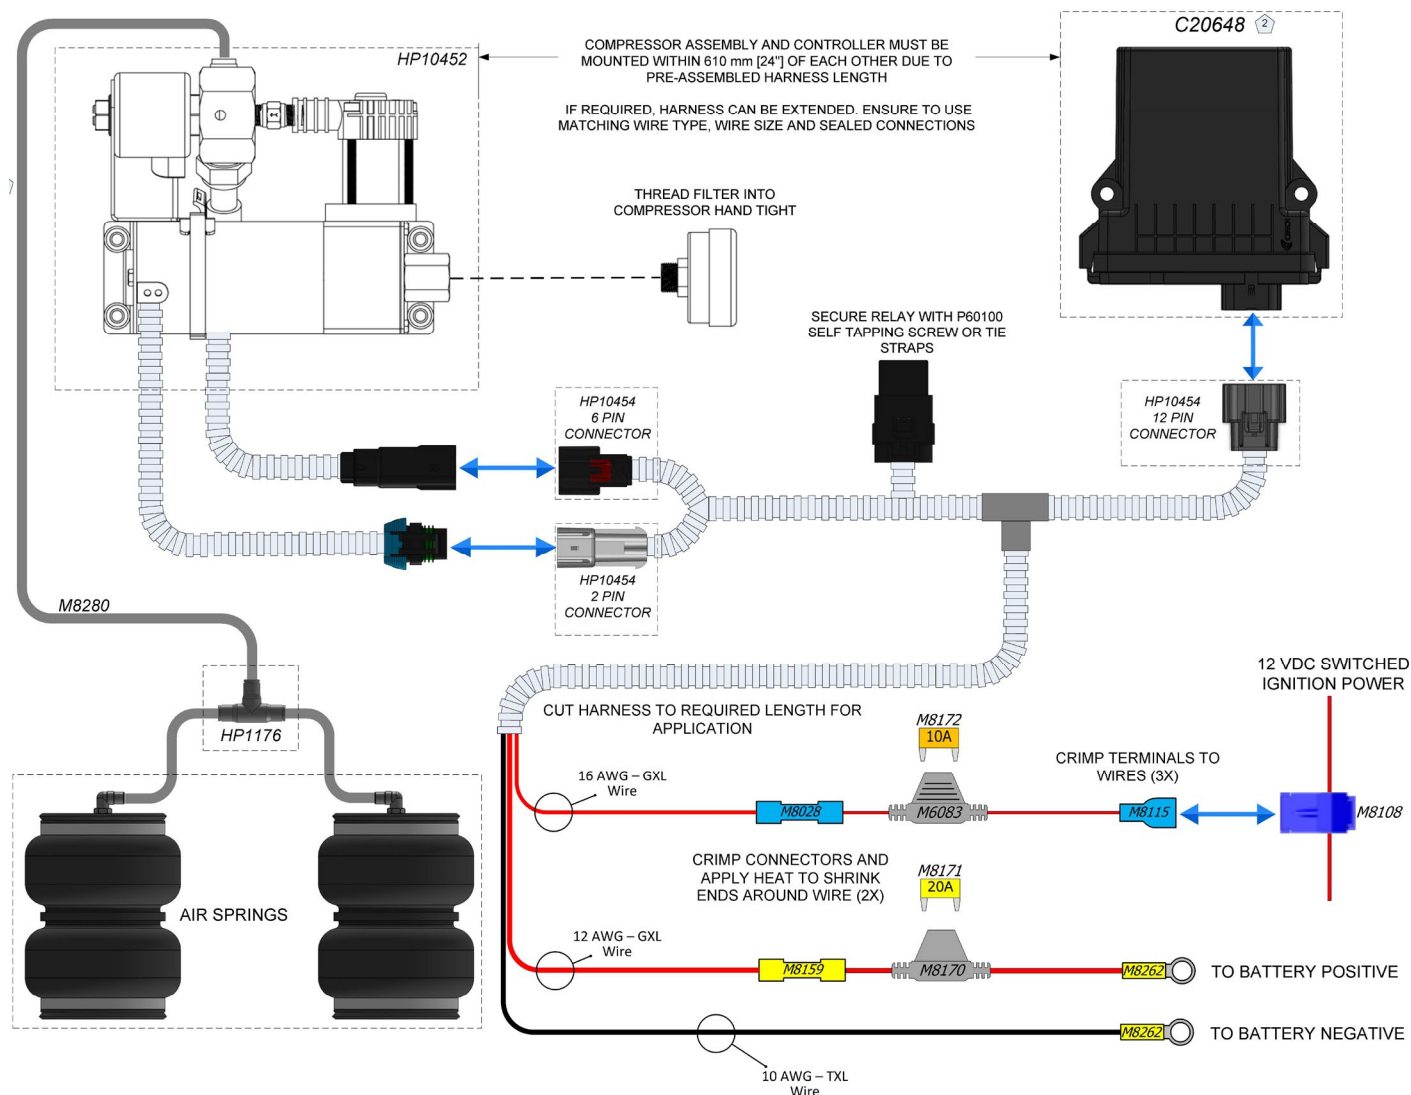 HP10452
COMPRESSOR ASSEMBLY AND CONTROLLER MUST BE
MOUNTED WITHIN 610 mm [24"] OF EACH OTHER DUE TO
PRE-ASSEMBLED HARNESS LENGTH
IF REQUIRED, HARNESS CAN BE EXTENDED. ENSURE TO USE
MATCHING WIRE TYPE, WIRE SIZE AND SEALED CONNECTIONS
C20648
2
THREAD FILTER INTO
COMPRESSOR HAND TIGHT
SECURE RELAY WITH P60100
SELF TAPPING SCREW OR TIE
STRAPS
HP10454
6 PIN
CONNECTOR
HP10454
12 PIN
CONNECTOR
HP10454
2 PIN
CONNECTOR
M8280
HP1176
AIR SPRINGS
12 VDC SWITCHED
IGNITION POWER
CUT HARNESS TO REQUIRED LENGTH FOR
APPLICATION
M8172
10A
16 AWG – GXL
Wire
CRIMP TERMINALS TO
WIRES (3X)
M8028
M6083
M8115
M8108
CRIMP CONNECTORS AND
APPLY HEAT TO SHRINK
ENDS AROUND WIRE (2X)
M8171
20A
12 AWG – GXL
Wire
M8159
M8170
M8262
TO BATTERY POSITIVE
M8262
TO BATTERY NEGATIVE
10 AWG – TXL
Wire